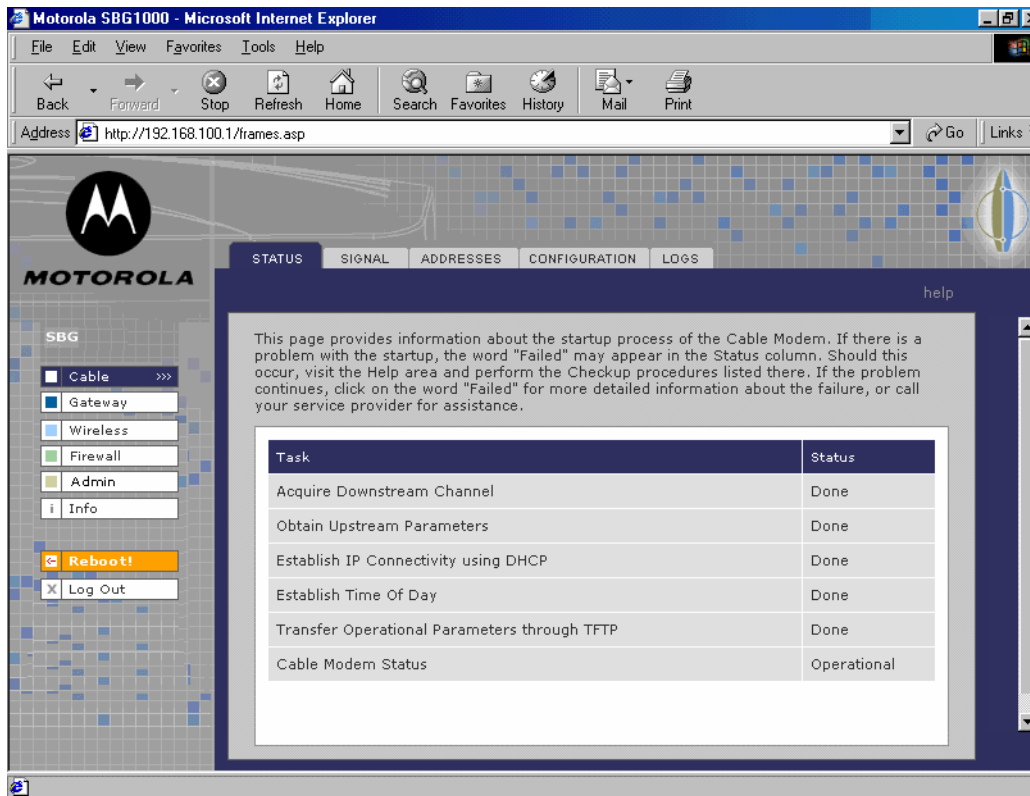 Motorola SBG1000 - Microsoft Internet Explorer
File Edit View Favorites Tools Help
Back Forward Stop Refresh Home Search Favorites History Mail Print
Address http://192.168.100.1/frames.asp Go Links
MOTOROLA
STATUS SIGNAL ADDRESSES CONFIGURATION LOGS
help
SBG
Cable >>>
Gateway
Wireless
Firewall
Admin
i Info
Reboot!
X Log Out
This page provides information about the startup process of the Cable Modem. If there is a
problem with the startup, the word "Failed" may appear in the Status column. Should this
occur, visit the Help area and perform the Checkup procedures listed there. If the problem
continues, click on the word "Failed" for more detailed information about the failure, or call
your service provider for assistance.
Task Status
Acquire Downstream Channel Done
Obtain Upstream Parameters Done
Establish IP Connectivity using DHCP Done
Establish Time Of Day Done
Transfer Operational Parameters through TFTP Done
Cable Modem Status Operational